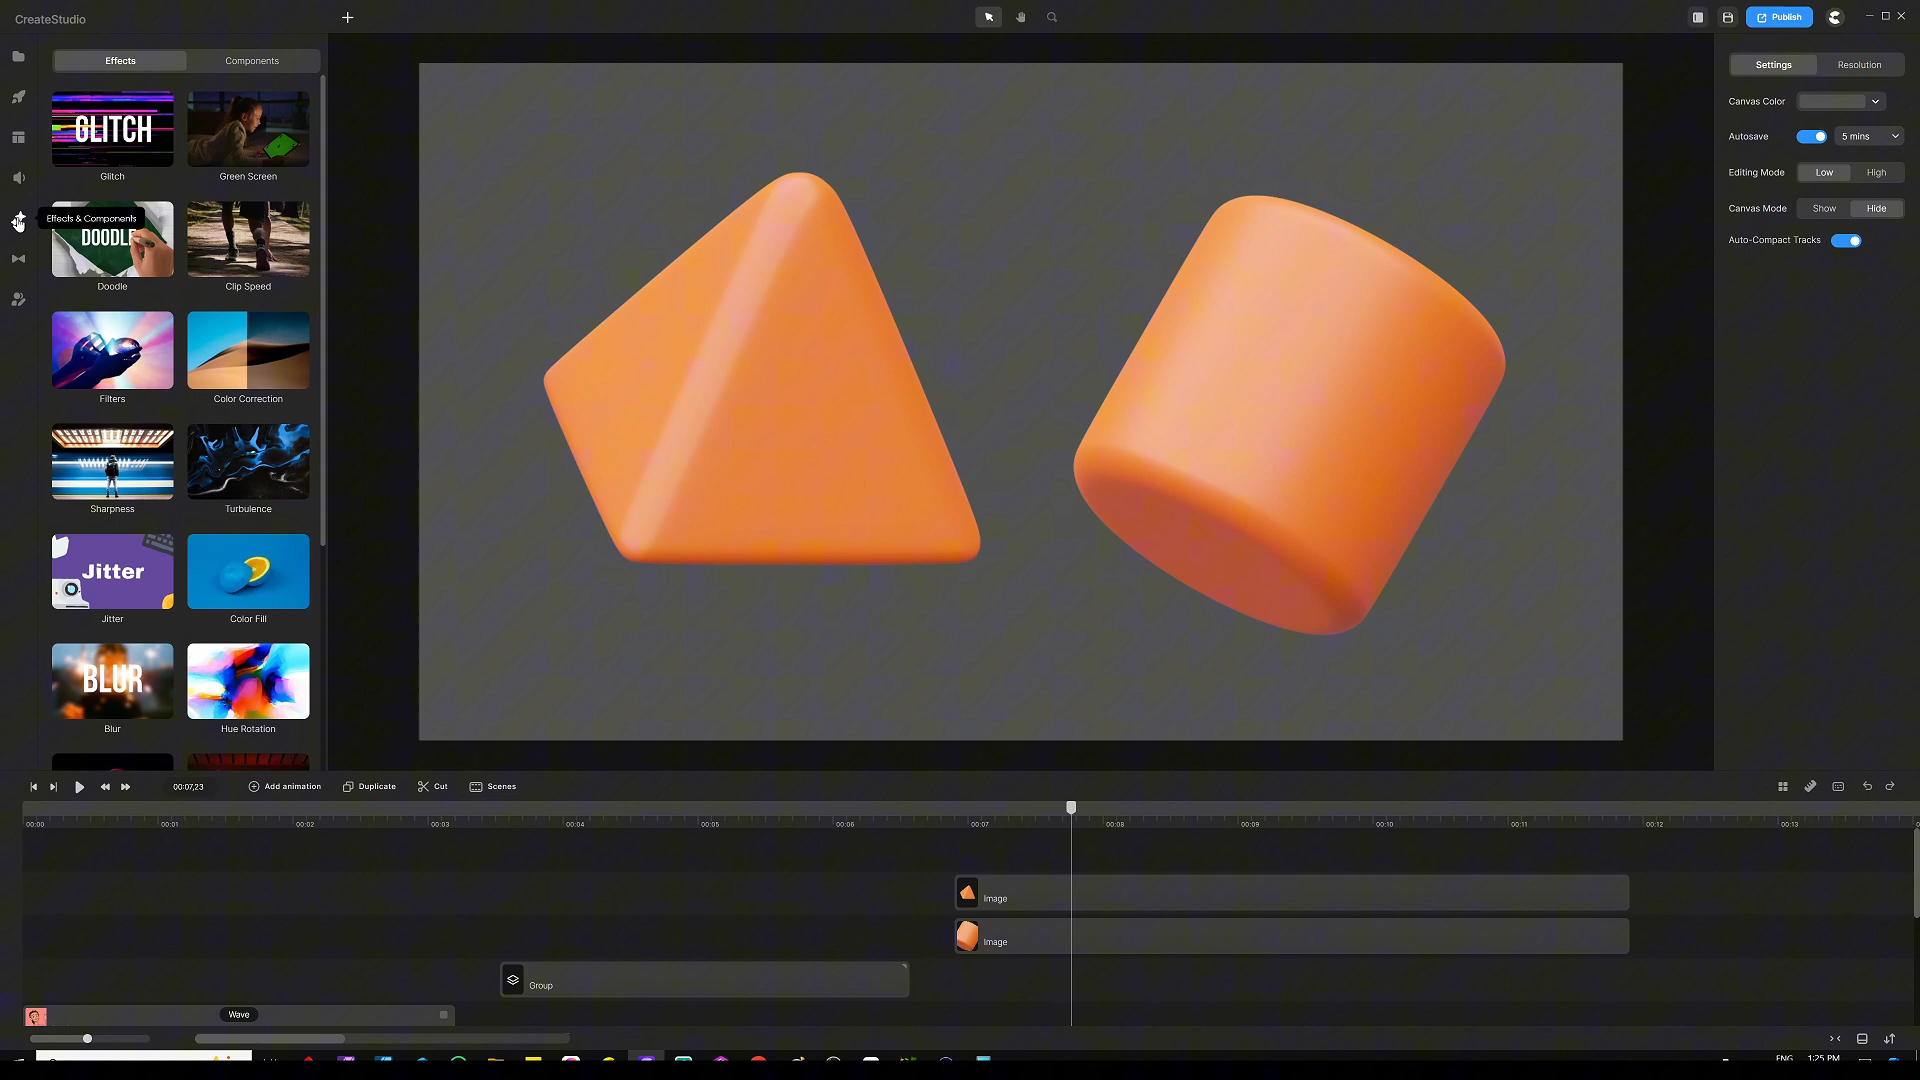 CreateStudio
Publish
Effects
Components
GLITCH
Glitch
Green Screen
Effects & Components
DOODLE
Doodle
Clip Speed
Filters
Color Correction
Sharpness
Turbulence
Jitter
Jitter
Color Fill
BLUR
Blur
Hue Rotation
Settings
Resolution
Canvas Color
Autosave
5 mins
Editing Mode
Low
High
Canvas Mode
Show
Hide
Auto-Compact Tracks
00:07,23
Add animation
Duplicate
Cut
Scenes
00:00
00:01
00:02
00:03
00:04
00:05
00:06
00:07
00:08
00:09
00:10
00:11
00:12
00:13
Image
Image
Group
Wave
ENG
1:25 PM